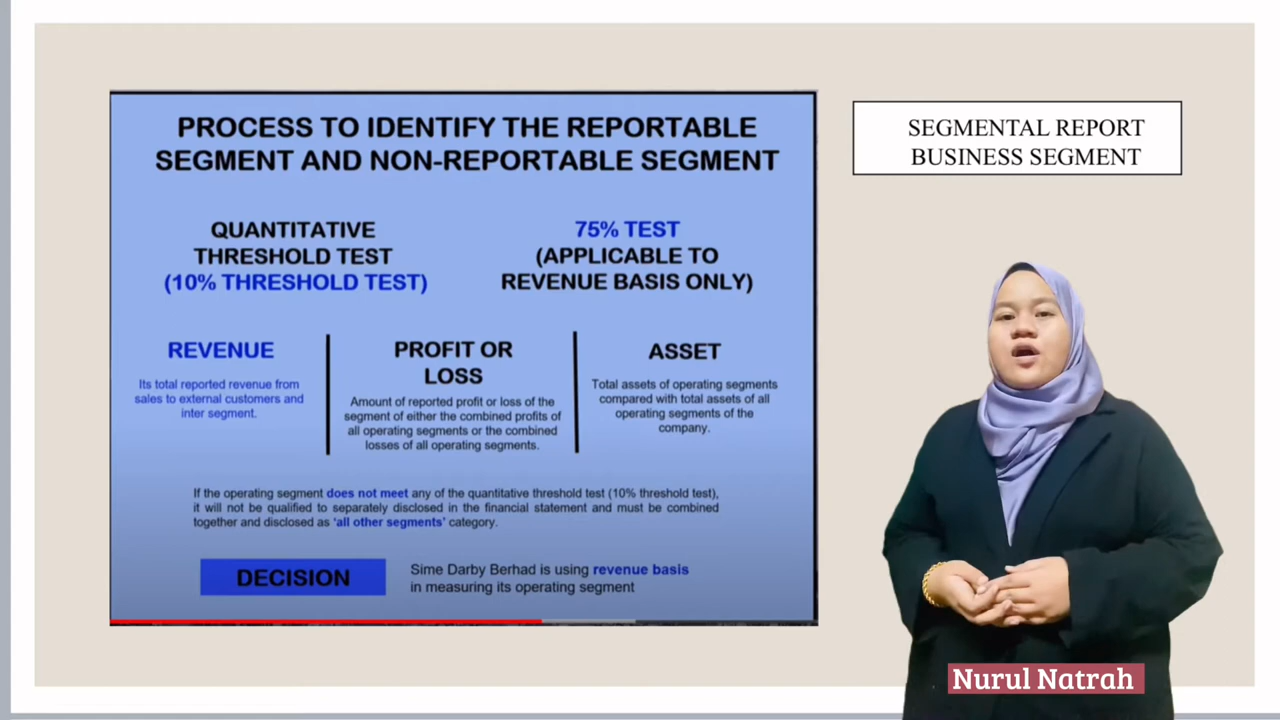 PROCESS TO IDENTIFY THE REPORTABLE
SEGMENT AND NON-REPORTABLE SEGMENT
QUANTITATIVE
THRESHOLD TEST
(10% THRESHOLD TEST)
75% TEST
(APPLICABLE TO
REVENUE BASIS ONLY)
REVENUE
Its total reported revenue from
sales to external customers and
inter segment.
PROFIT OR
LOSS
Amount of reported profit or loss of the
segment of either the combined profits of
all operating segments or the combined
losses of all operating segments.
ASSET
Total assets of operating segments
compared with total assets of all
operating segments of the
company.
If the operating segment does not meet any of the quantitative threshold test (10% threshold test),
it will not be qualified to separately disclosed in the financial statement and must be combined
together and disclosed as ‘all other segments’ category.
DECISION
Sime Darby Berhad is using revenue basis
in measuring its operating segment
SEGMENTAL REPORT
BUSINESS SEGMENT
Nurul Natrah